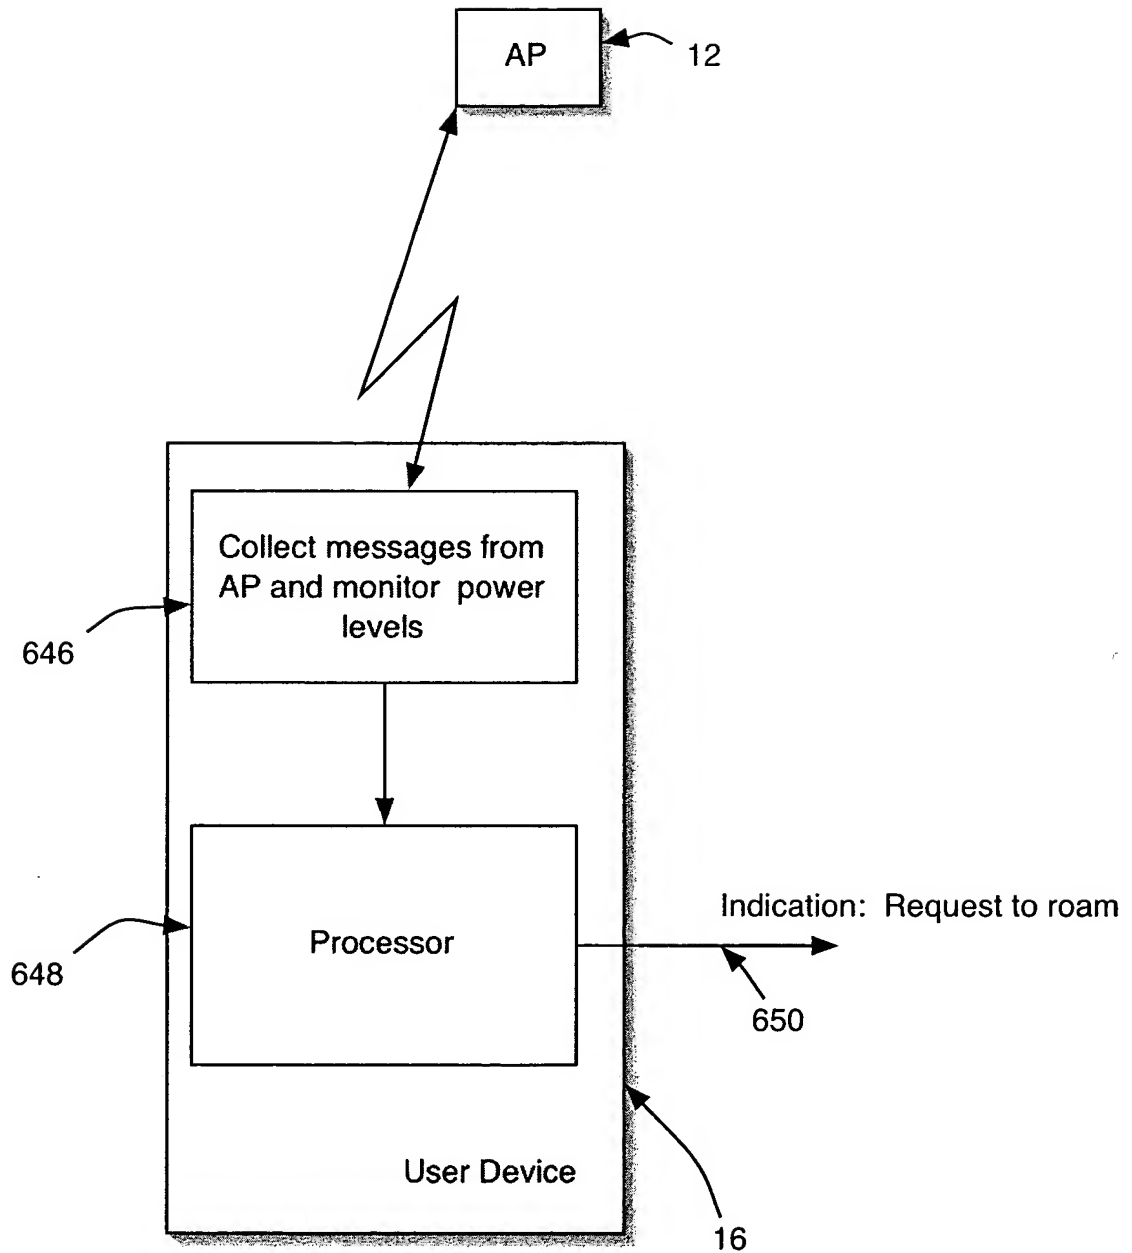 AP
12
Collect messages from
AP and monitor power
levels
646
Indication: Request to roam
Processor
648
650
User Device
16